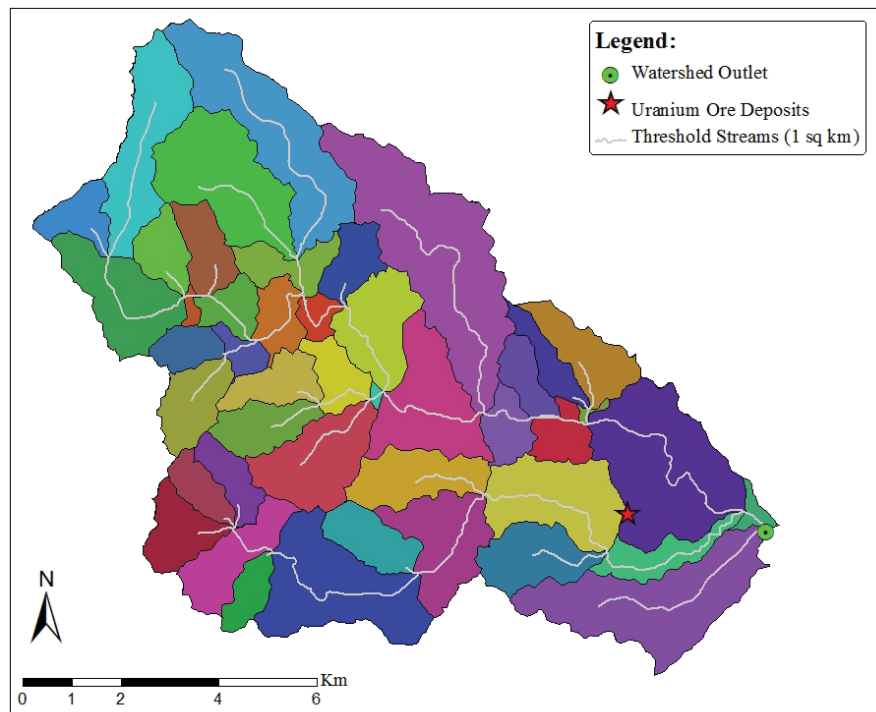 Legend:
Watershed Outlet
Uranium Ore Deposits
Threshold Streams (1 sq km)
N
Km
0 1 2 4 6